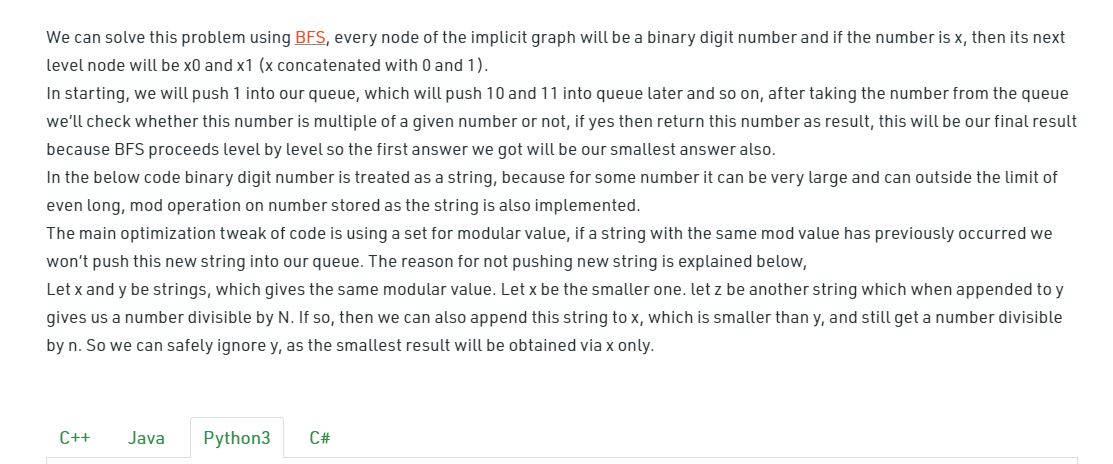 We can solve this problem using BFS, every node of the implicit graph will be a binary digit number and if the number is x, then its next
level node will be x0 and x1 (x concatenated with 0 and 1).
In starting, we will push 1 into our queue, which will push 10 and 11 into queue later and so on, after taking the number from the queue
we'll check whether this number is multiple of a given number or not, if yes then return this number as result, this will be our final result
because BFS proceeds level by level so the first answer we got will be our smallest answer also.
In the below code binary digit number is treated as a string, because for some number it can be very large and can outside the limit of
even long, mod operation on number stored as the string is also implemented.
The main optimization tweak of code is using a set for modular value, if a string with the same mod value has previously occurred we
won't push this new string into our queue. The reason for not pushing new string is explained below,
Let x and y be strings, which gives the same modular value. Let x be the smaller one. let z be another string which when appended to y
gives us a number divisible by N. If so, then we can also append this string to x, which is smaller than y, and still get a number divisible
by n. So we can safely ignore y, as the smallest result will be obtained via x only.
C++ Java Python3 C#